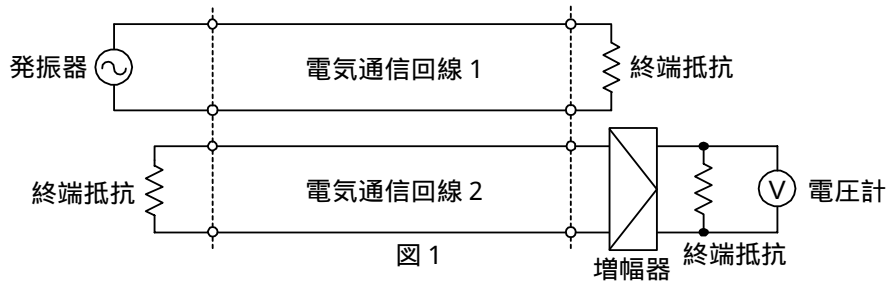 発振器
電気通信回線 1
終端抵抗
終端抵抗
電気通信回線 2
V
電圧計
図 1
増幅器
終端抵抗